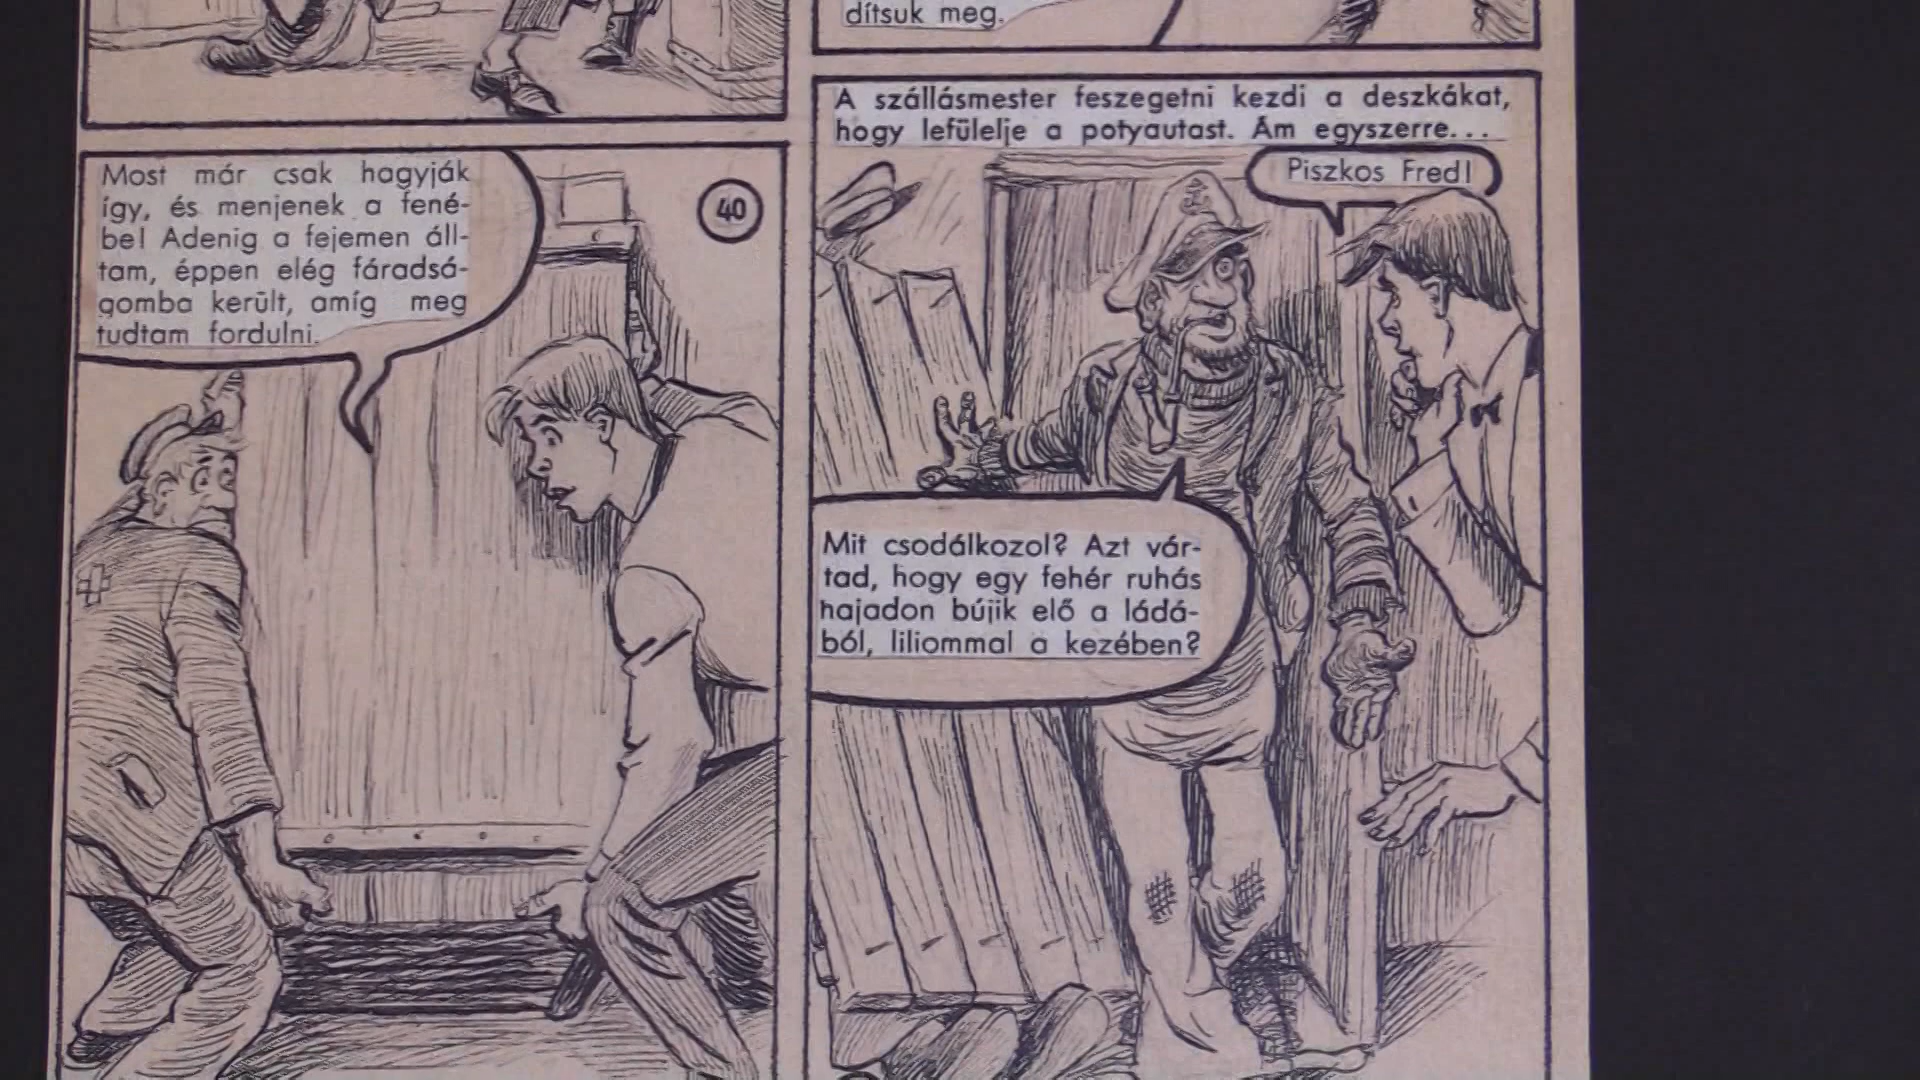 dítsuk meg.
Most már csak hagyják
így, és menjenek a fené-
be! Adenig a fejemen áll-
tam, éppen elég fáradsá-
gomba került, amíg meg
tudtam fordulni.
40
A szállásmester feszegetni kezdi a deszkákat,
hogy lefülelje a potyautast. Ám egyszerre...
Piszkos Fred!
Mit csodálkozol? Azt vár-
tad, hogy egy fehér ruhás
hajadon bújik elő a ládá-
ból, liliommal a kezében?